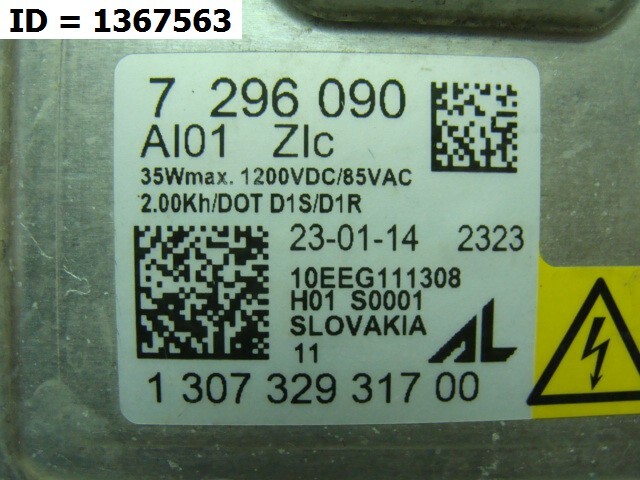 ID = 1367563
7 296 090
AI01 ZIc
35Wmax. 1200VDC/85VAC
2.00Kh/DOT D1S/D1R
23-01-14 2323
10EEG111308
H01 S0001
SLOVAKIA
11
AL
1 307 329 317 00